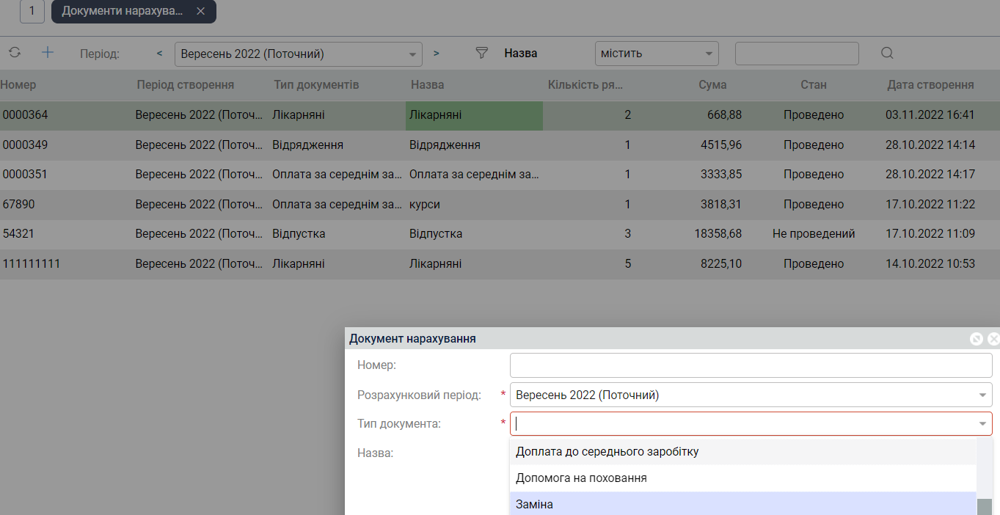 1 Документи нарахува...
Період: < Вересень 2022 (Поточний) > Назва містить
Номер Період створення Тип документів Назва Кількість ря... Сума Стан Дата створення
0000364 Вересень 2022 (Поточ... Лікарняні Лікарняні 2 668,88 Проведено 03.11.2022 16:41
0000349 Вересень 2022 (Поточ... Відрядження Відрядження 1 4515,96 Проведено 28.10.2022 14:14
0000351 Вересень 2022 (Поточ... Оплата за середнім за... Оплата за середнім за... 1 3333,85 Проведено 28.10.2022 14:17
67890 Вересень 2022 (Поточ... Оплата за середнім за... курси 1 3818,31 Проведено 17.10.2022 11:22
54321 Вересень 2022 (Поточ... Відпустка Відпустка 3 18358,68 Не проведений 17.10.2022 11:09
111111111 Вересень 2022 (Поточ... Лікарняні Лікарняні 5 8225,10 Проведено 14.10.2022 10:53
Документ нарахування
Номер:
Розрахунковий період: * Вересень 2022 (Поточний)
Тип документа: *
Назва:
Доплата до середнього заробітку
Допомога на поховання
Заміна